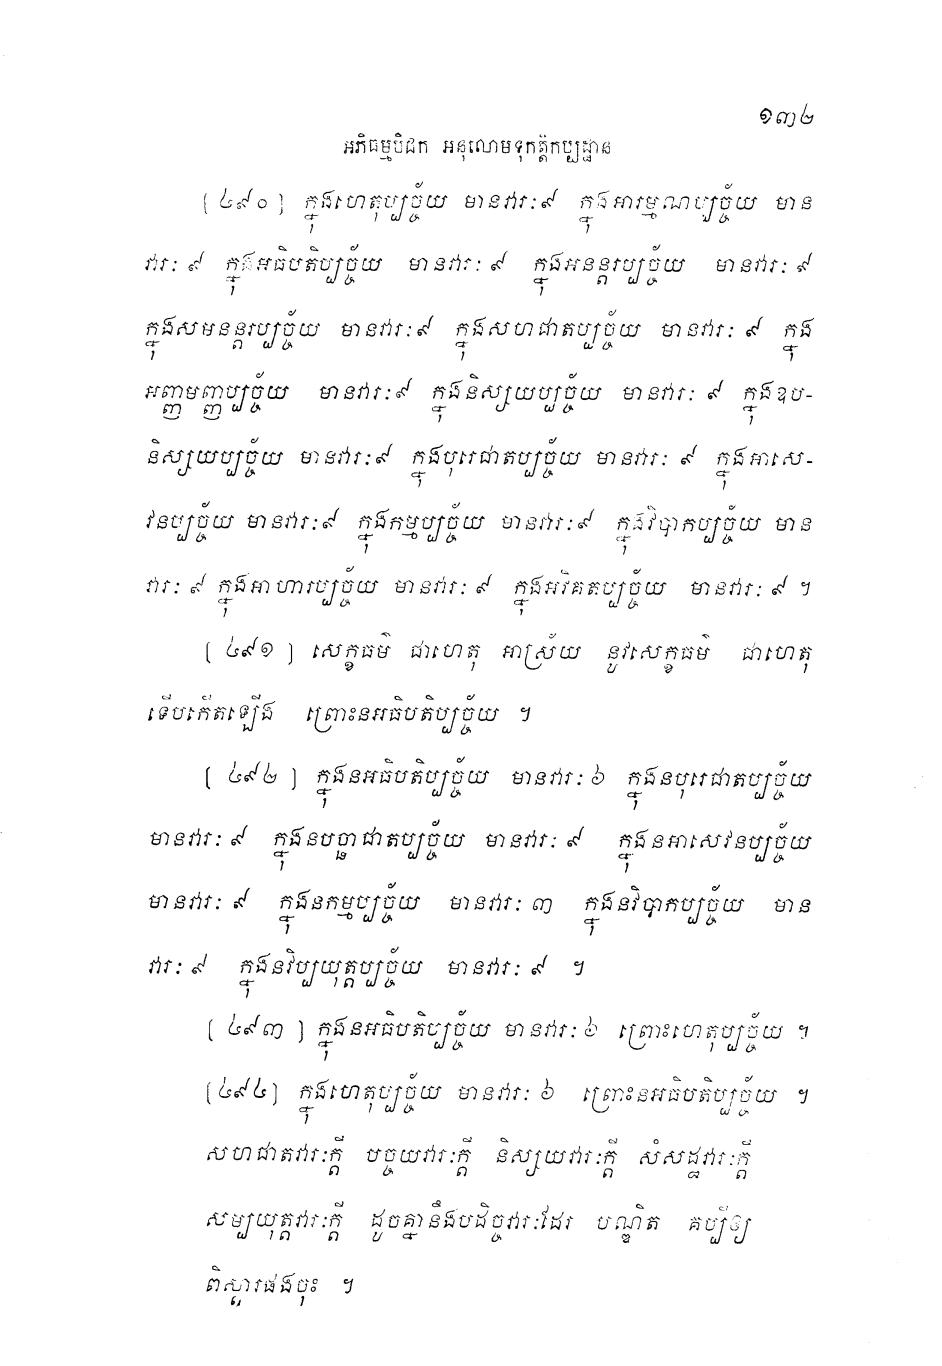 ១៣២
អភិធម្មបិដក អនុលោមទុកត្តិកប្បដ្ឋាន
[ ៤៩០ ] ក្នុងហេតុប្បច្ច័យ មានវារៈ៩ ក្នុងអារម្មណប្បច្ច័យ មាន
វារៈ ៩ ក្នុងអធិបតិប្បច្ច័យ មានវារៈ ៩ ក្នុងអនន្តរប្បច្ច័យ មានវារៈ ៩
ក្នុងសមនន្តរប្បច្ច័យ មានវារៈ៩ ក្នុងសហជាតប្បច្ច័យ មានវារៈ ៩ ក្នុង
អញ្ញមញ្ញប្បច្ច័យ មានវារៈ៩ ក្នុងនិស្សយប្បច្ច័យ មានវារៈ ៩ ក្នុងឧប-
និស្សយប្បច្ច័យ មានវារៈ៩ ក្នុងបុរេជាតប្បច្ច័យ មានវារៈ ៩ ក្នុងអាសេ-
វនប្បច្ច័យ មានវារៈ៩ ក្នុងកម្មប្បច្ច័យ មានវារៈ៩ ក្នុងវិបាកប្បច្ច័យ មាន
វារៈ ៩ ក្នុងអាហារប្បច្ច័យ មានវារៈ ៩ ក្នុងអវិគតប្បច្ច័យ មានវារៈ ៩ ។
[ ៤៩១ ] សេក្ខធម៌ ជាហេតុ អាស្រ័យ នូវសេក្ខធម៌ ជាហេតុ
ទើបកើតឡើង ព្រោះនអធិបតិប្បច្ច័យ ។
[ ៤៩២ ] ក្នុងនអធិបតិប្បច្ច័យ មានវារៈ ៦ ក្នុងនបុរេជាតប្បច្ច័យ
មានវារៈ ៩ ក្នុងនបច្ឆាជាតប្បច្ច័យ មានវារៈ ៩ ក្នុងនអាសេវនប្បច្ច័យ
មានវារៈ ៩ ក្នុងនកម្មប្បច្ច័យ មានវារៈ ៣ ក្នុងនវិបាកប្បច្ច័យ មាន
វារៈ ៩ ក្នុងនវិប្បយុត្តប្បច្ច័យ មានវារៈ ៩ ។
[ ៤៩៣ ] ក្នុងនអធិបតិប្បច្ច័យ មានវារៈ ៦ ព្រោះហេតុប្បច្ច័យ ។
[៤៩៤] ក្នុងហេតុប្បច្ច័យ មានវារៈ ៦ ព្រោះនអធិបតិប្បច្ច័យ ។
សហជាតវារៈក្តី បច្ចយវារៈក្តី និស្សយវារៈក្តី សំសដ្ឋវារៈក្តី
សម្បយុត្តវារៈក្តី ដូចគ្នានឹងបដិច្ចវារៈដែរ បណ្ឌិត គប្បីឲ្យ
ពិស្តារផងចុះ ។